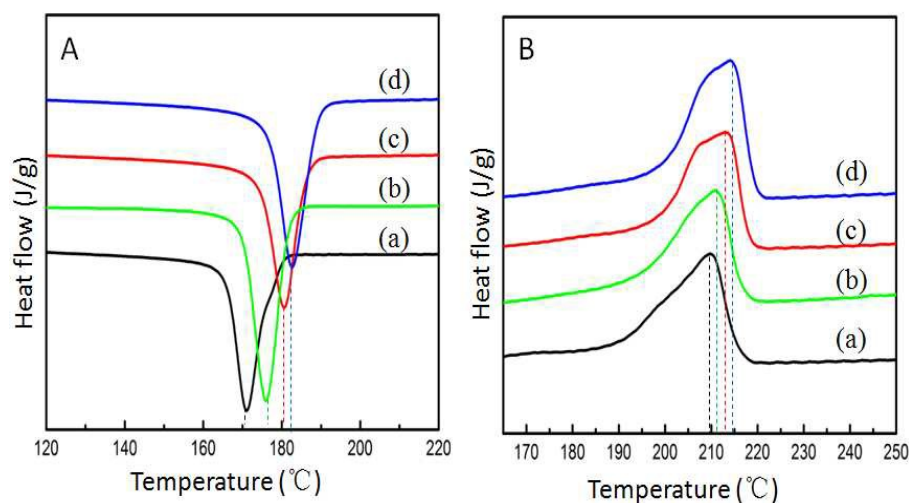 A
(d)
(c)
(b)
(a)
Heat flow (J/g)
120 140 160 180 200 220
Temperature (℃)
B
(d)
(c)
(b)
(a)
Heat flow (J/g)
170 180 190 200 210 220 230 240 250
Temperature (℃)